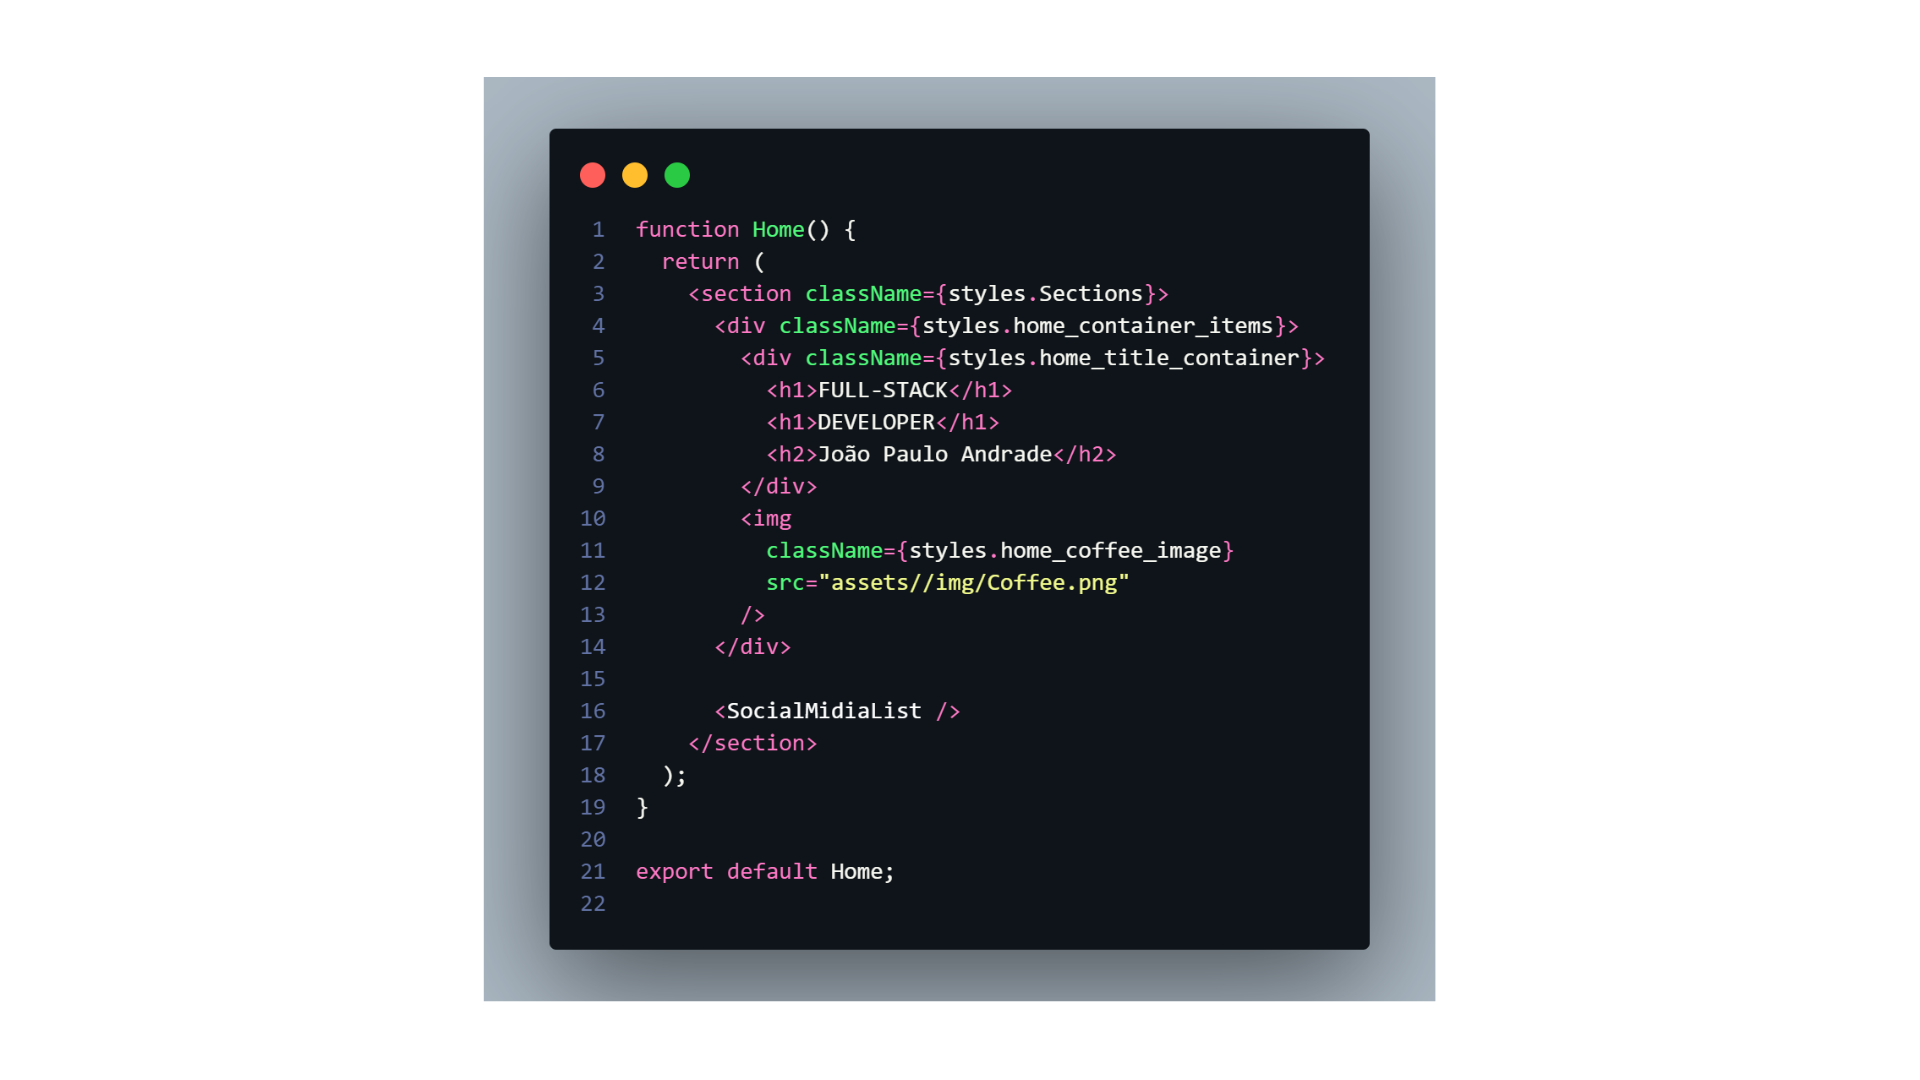 1 function Home() {
2 return (
3 <section className={styles.Sections}>
4 <div className={styles.home_container_items}>
5 <div className={styles.home_title_container}>
6 <h1>FULL-STACK</h1>
7 <h1>DEVELOPER</h1>
8 <h2>João Paulo Andrade</h2>
9 </div>
10 <img
11 className={styles.home_coffee_image}
12 src="assets//img/Coffee.png"
13 />
14 </div>
15
16 <SocialMidiaList />
17 </section>
18 );
19 }
20
21 export default Home;
22